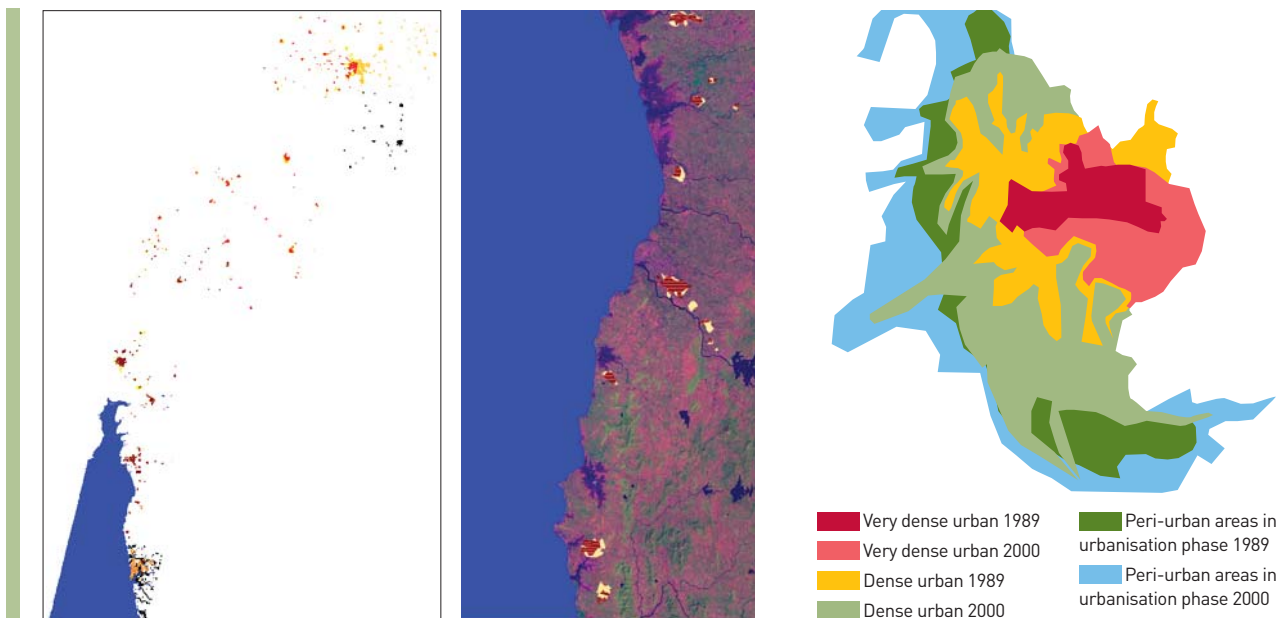 Very dense urban 1989
Very dense urban 2000
Dense urban 1989
Dense urban 2000
Peri-urban areas in
urbanisation phase 1989
Peri-urban areas in
urbanisation phase 2000